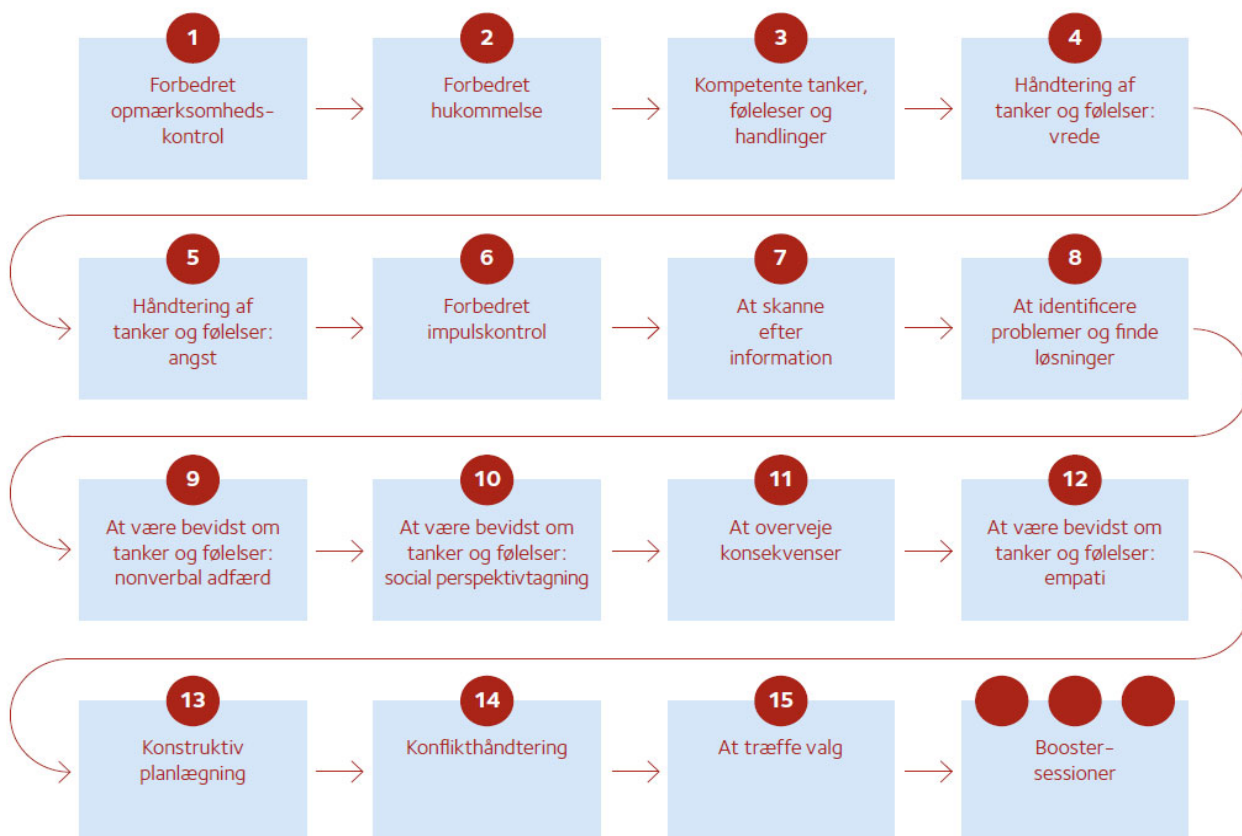 1
Forbedret
opmærksomheds-
kontrol
2
Forbedret
hukommelse
3
Kompetente tanker,
føleleser og
handlinger
4
Håndtering af
tanker og følelser:
vrede
5
Håndtering af
tanker og følelser:
angst
6
Forbedret
impulskontrol
7
At skanne
efter
information
8
At identificere
problemer og finde
løsninger
9
At være bevidst om
tanker og følelser:
nonverbal adfærd
10
At være bevidst om
tanker og følelser:
social perspektivtagning
11
At overveje
konsekvenser
12
At være bevidst om
tanker og følelser:
empati
13
Konstruktiv
planlægning
14
Konflikthåndtering
15
At træffe valg
Booster-
sessioner